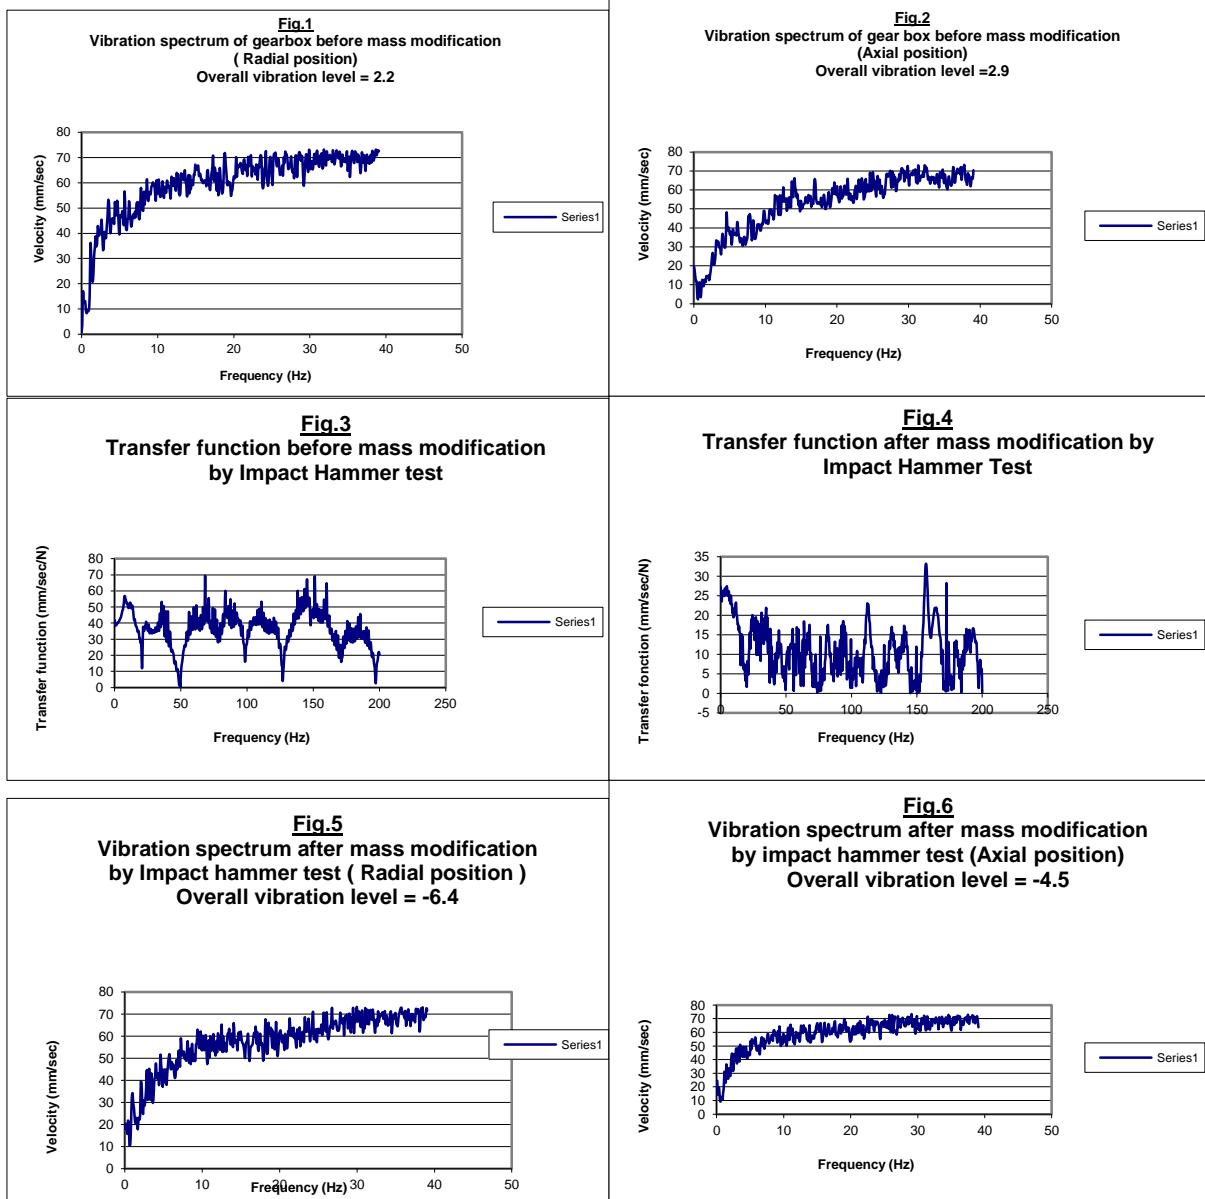 Fig.1
Vibration spectrum of gearbox before mass modification
( Radial position)
Overall vibration level = 2.2
80
70
60
50
40
30
20
10
0
0 10 20 30 40 50
Velocity (mm/sec)
Frequency (Hz)
Series1
Fig.2
Vibration spectrum of gear box before mass modification
(Axial position)
Overall vibration level =2.9
80
70
60
50
40
30
20
10
0
0 10 20 30 40 50
Velocity (mm/sec)
Frequency (Hz)
Series1
Fig.3
Transfer function before mass modification
by Impact Hammer test
80
70
60
50
40
30
20
10
0
0 50 100 150 200 250
Transfer function (mm/sec/N)
Frequency (Hz)
Series1
Fig.4
Transfer function after mass modification by
Impact Hammer Test
35
30
25
20
15
10
5
0
-5
0 50 100 150 200 250
Transfer fonction (mm/sec/N)
Frequency (Hz)
Series1
Fig.5
Vibration spectrum after mass modification
by Impact hammer test ( Radial position )
Overall vibration level = -6.4
80
70
60
50
40
30
20
10
0
0 10 20 30 40 50
Velocity (mm/sec)
Frequency (Hz)
Series1
Fig.6
Vibration spectrum after mass modification
by impact hammer test (Axial position)
Overall vibration level = -4.5
80
70
60
50
40
30
20
10
0
0 10 20 30 40 50
Velocity (mm/sec)
Frequency (Hz)
Series1